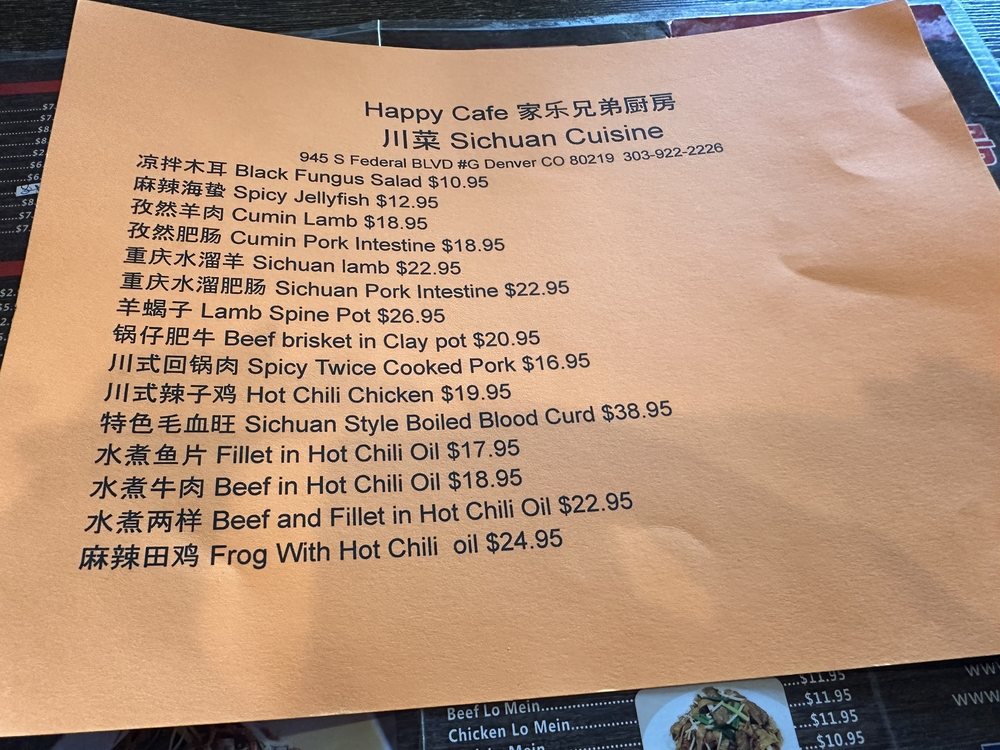 Happy Cafe 家乐兄弟厨房
川菜 Sichuan Cuisine
945 S Federal BLVD #G Denver CO 80219 303-922-2226
凉拌木耳 Black Fungus Salad $10.95
麻辣海蛰 Spicy Jellyfish $12.95
孜然羊肉 Cumin Lamb $18.95
孜然肥肠 Cumin Pork Intestine $18.95
重庆水溜羊 Sichuan lamb $22.95
重庆水溜肥肠 Sichuan Pork Intestine $22.95
羊蝎子 Lamb Spine Pot $26.95
锅仔肥牛 Beef brisket in Clay pot $20.95
川式回锅肉 Spicy Twice Cooked Pork $16.95
川式辣子鸡 Hot Chili Chicken $19.95
特色毛血旺 Sichuan Style Boiled Blood Curd $38.95
水煮鱼片 Fillet in Hot Chili Oil $17.95
水煮牛肉 Beef in Hot Chili Oil $18.95
水煮两样 Beef and Fillet in Hot Chili Oil $22.95
麻辣田鸡 Frog With Hot Chili oil $24.95
$11.95
Beef Lo Mein $11.95
Chicken Lo Mein $11.95
$10.95